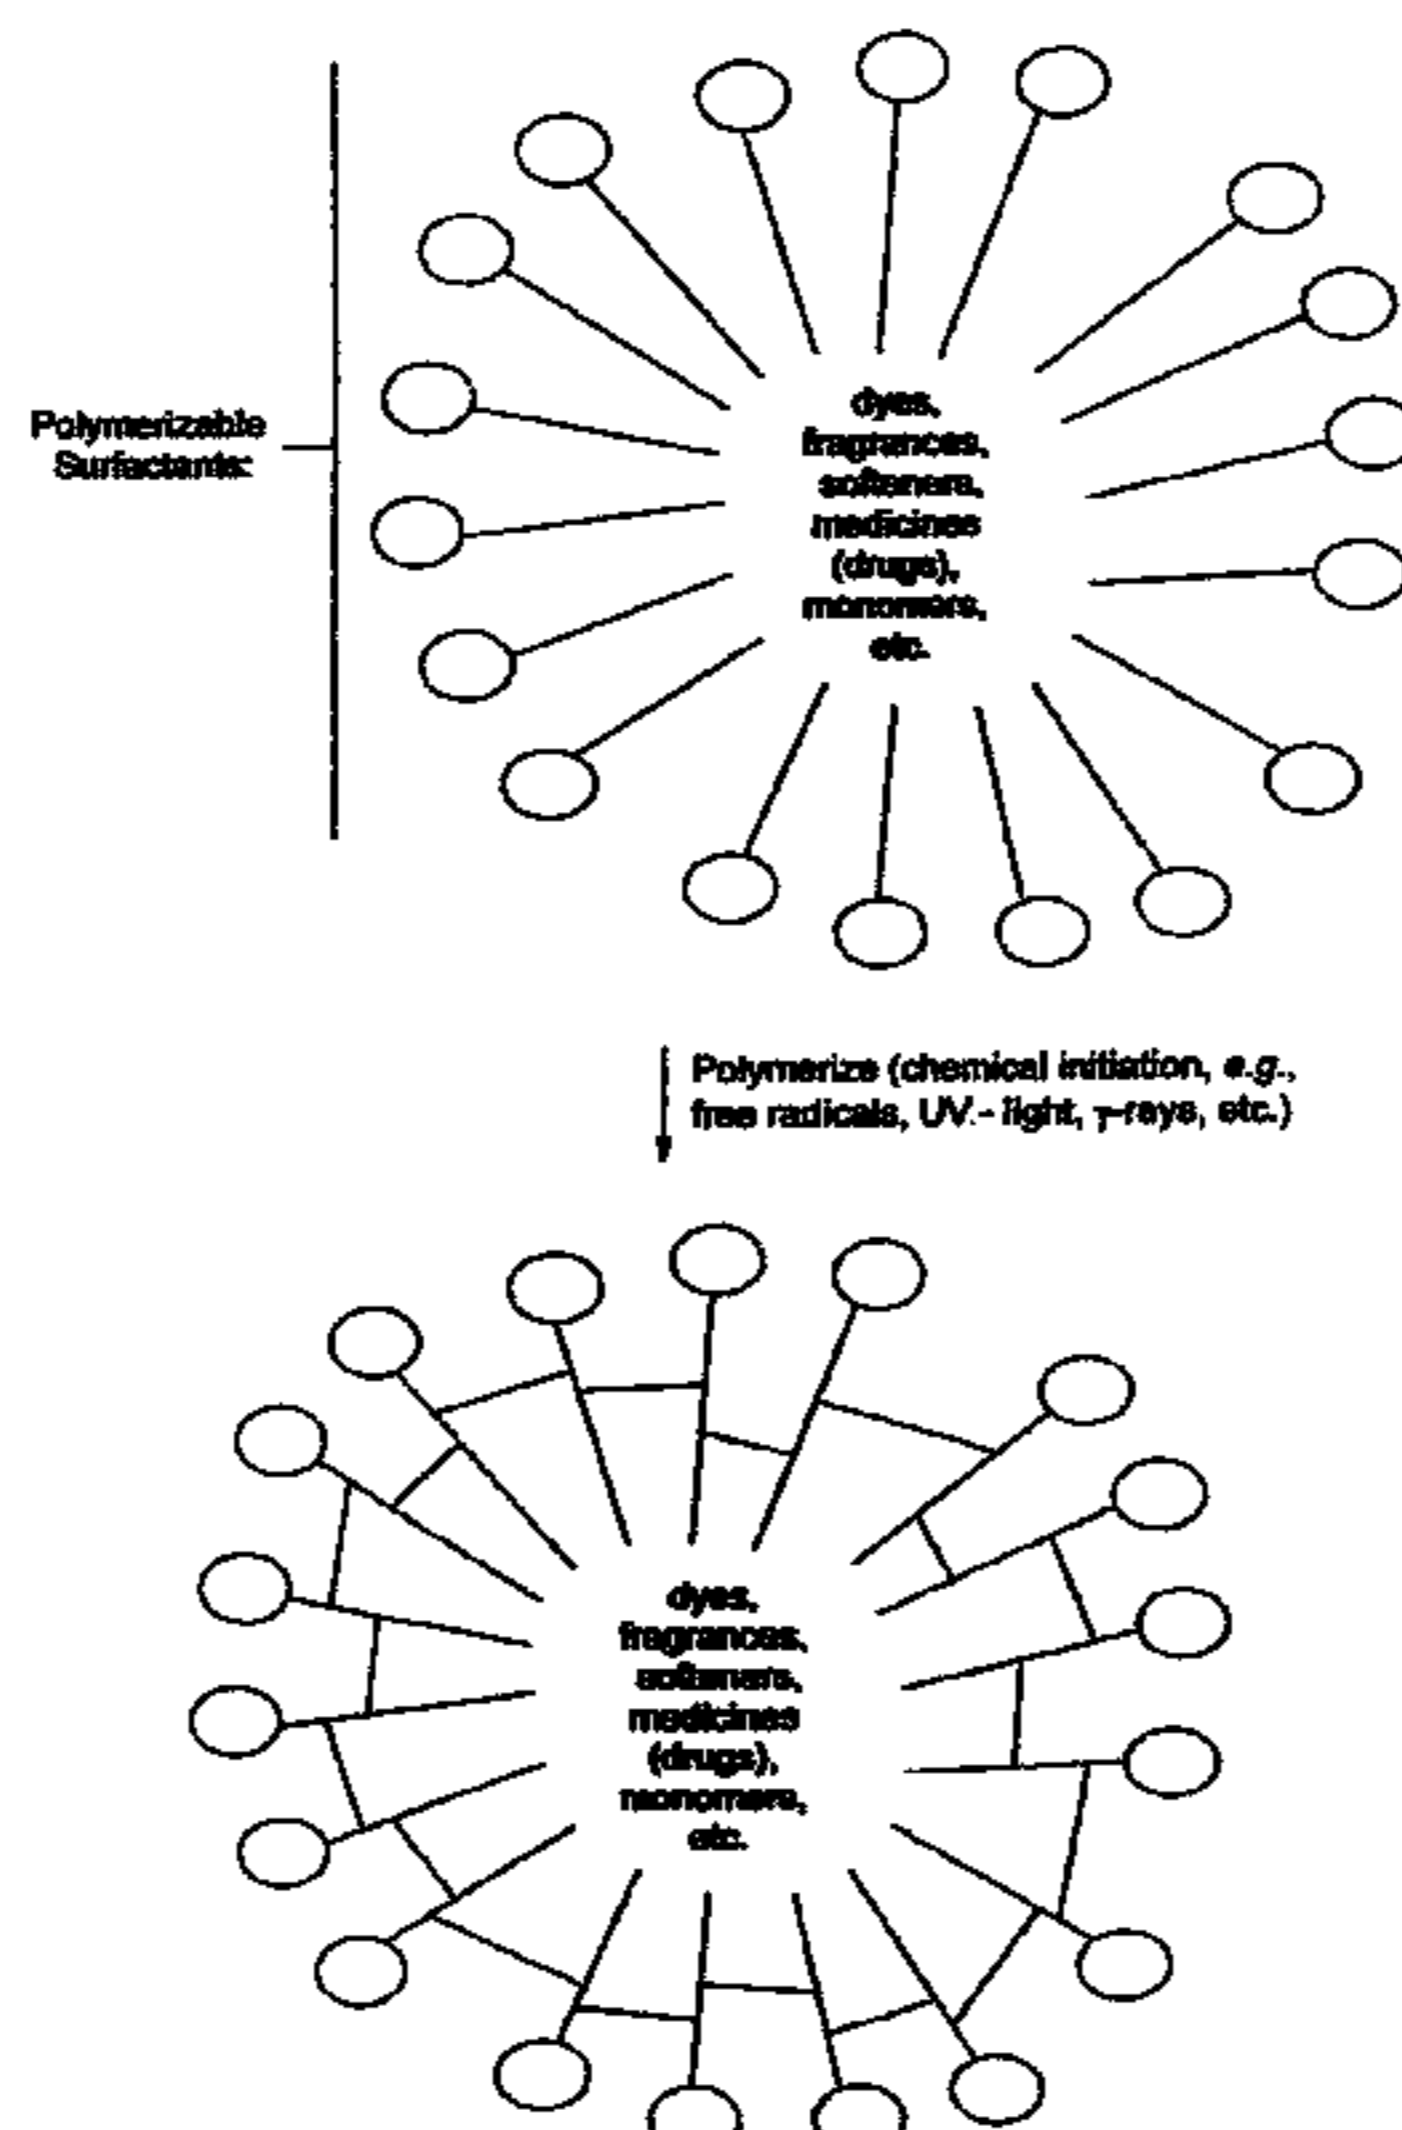 Polymerizable
Surfactants:
dyes,
fragrances,
softeners,
medicines
(drugs),
monomers,
etc.
Polymerize (chemical initiation, e.g.,
free radicals, UV.- light, γ-rays, etc.)
dyes,
fragrances,
softeners,
medicines
(drugs),
monomers,
etc.